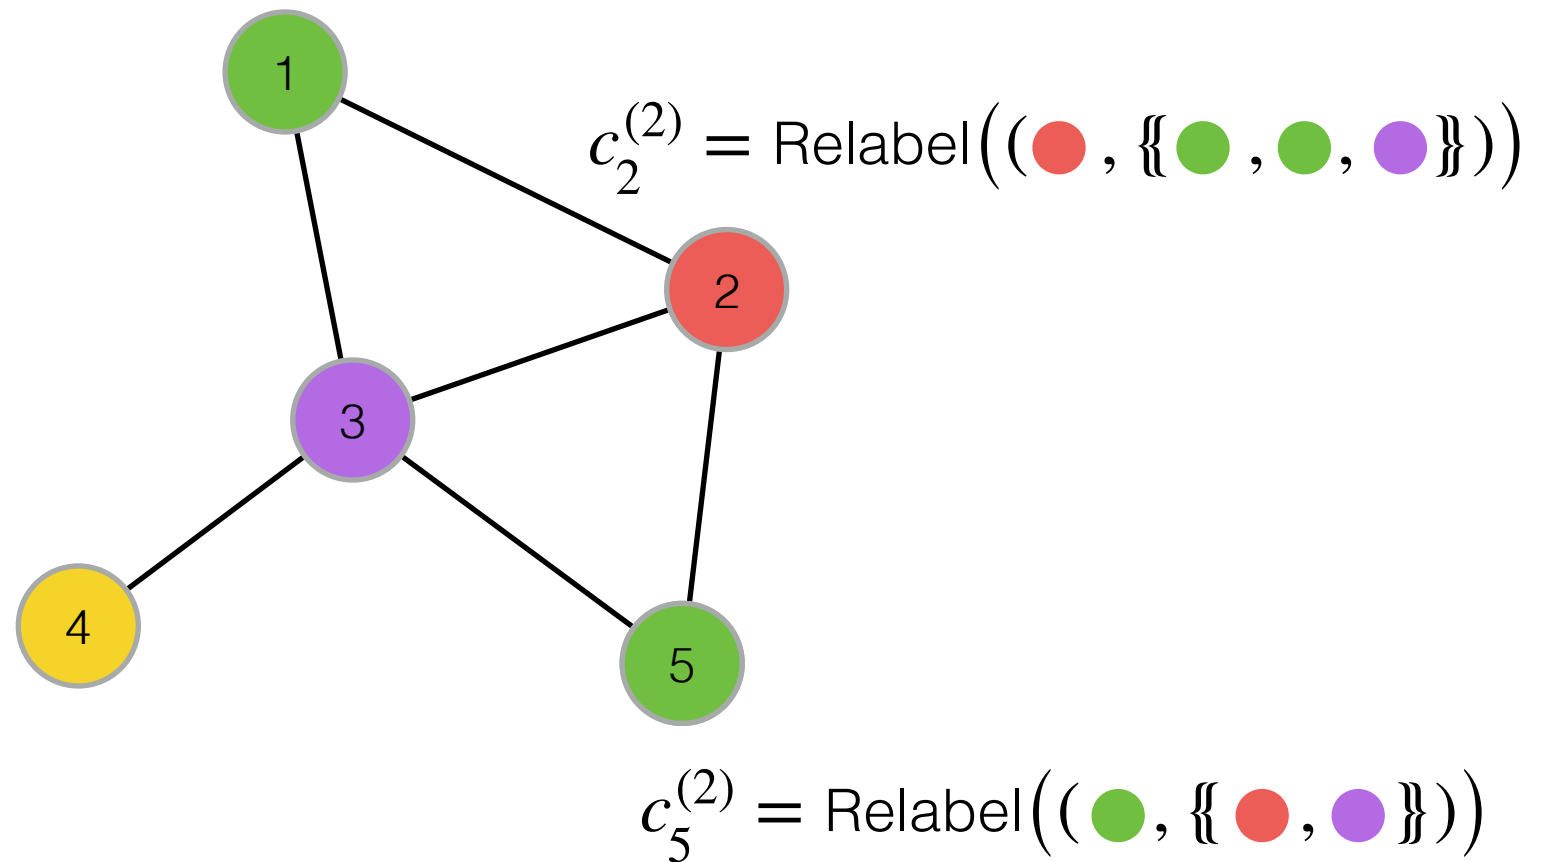 1
c_2^{(2)} = Relabel((● , {{● , ●, ●}}))
2
3
4
5
c_5^{(2)} = Relabel((●, {{●, ●}}))